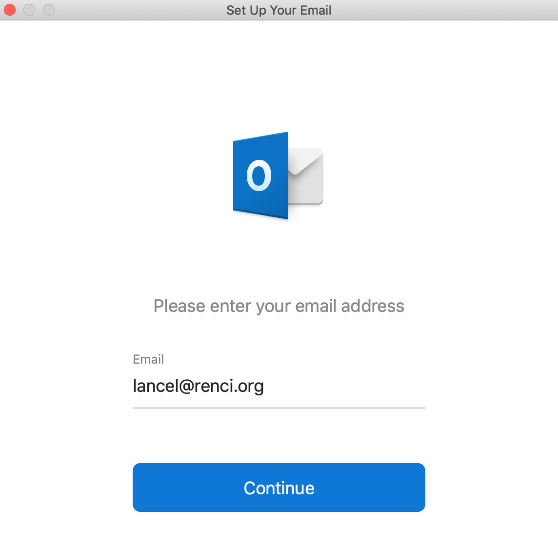 Set Up Your Email
O
Please enter your email address
Email
lancel@renci.org
Continue